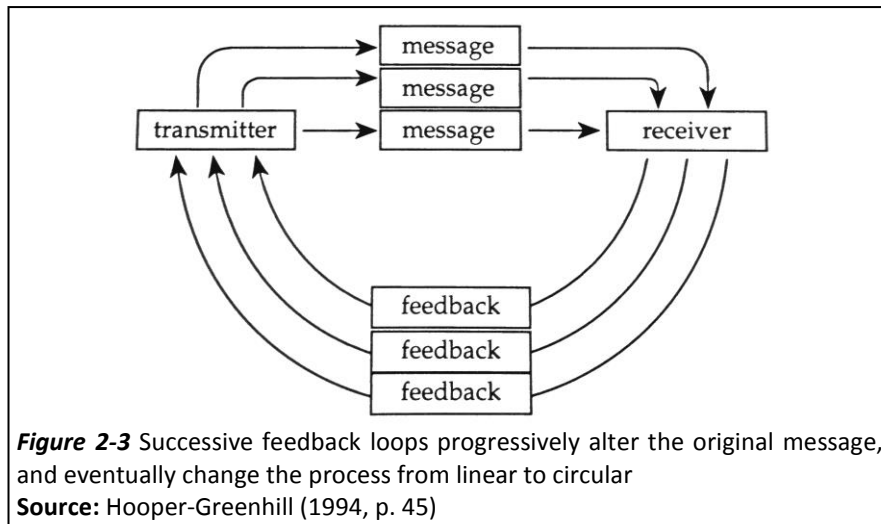 message
message
transmitter
message
receiver
feedback
feedback
feedback
Figure 2-3 Successive feedback loops progressively alter the original message,
and eventually change the process from linear to circular
Source: Hooper-Greenhill (1994, p. 45)